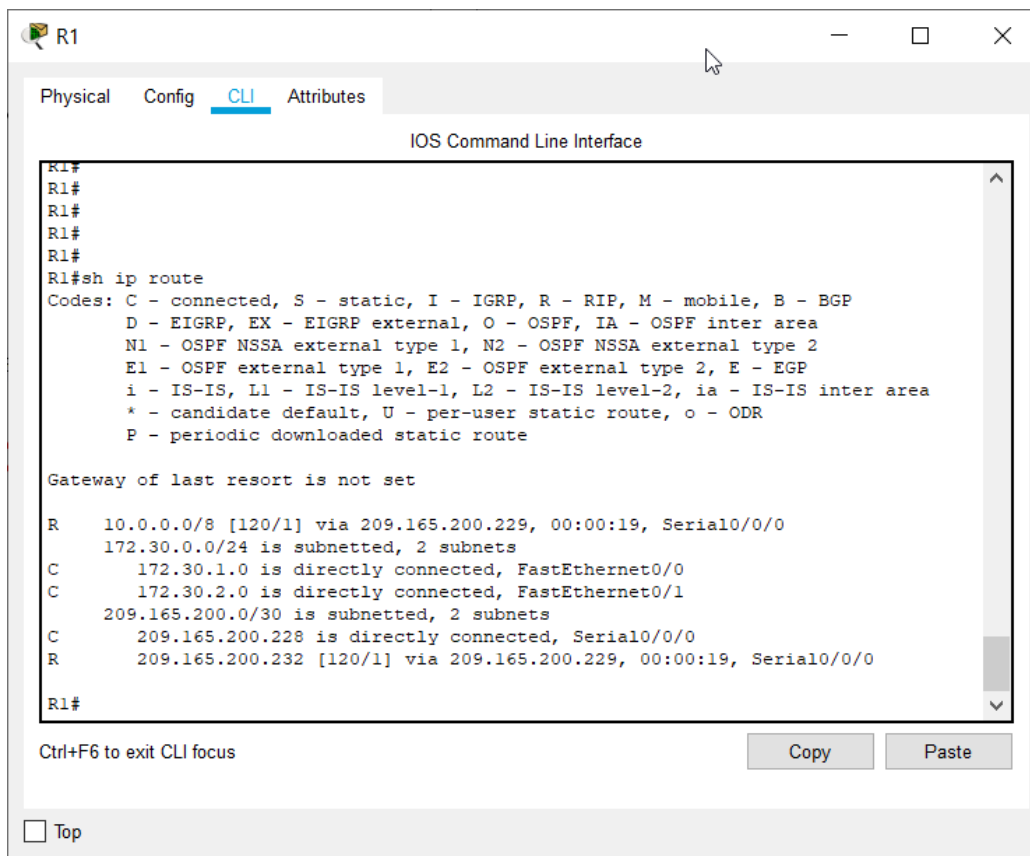 R1
Physical Config CLI Attributes
IOS Command Line Interface
R1#
R1#
R1#
R1#
R1#
R1#sh ip route
Codes: C - connected, S - static, I - IGRP, R - RIP, M - mobile, B - BGP
       D - EIGRP, EX - EIGRP external, O - OSPF, IA - OSPF inter area
       N1 - OSPF NSSA external type 1, N2 - OSPF NSSA external type 2
       E1 - OSPF external type 1, E2 - OSPF external type 2, E - EGP
       i - IS-IS, L1 - IS-IS level-1, L2 - IS-IS level-2, ia - IS-IS inter area
       * - candidate default, U - per-user static route, o - ODR
       P - periodic downloaded static route
Gateway of last resort is not set
R    10.0.0.0/8 [120/1] via 209.165.200.229, 00:00:19, Serial0/0/0
     172.30.0.0/24 is subnetted, 2 subnets
C       172.30.1.0 is directly connected, FastEthernet0/0
C       172.30.2.0 is directly connected, FastEthernet0/1
     209.165.200.0/30 is subnetted, 2 subnets
C       209.165.200.228 is directly connected, Serial0/0/0
R       209.165.200.232 [120/1] via 209.165.200.229, 00:00:19, Serial0/0/0
R1#
Ctrl+F6 to exit CLI focus Copy Paste
Top